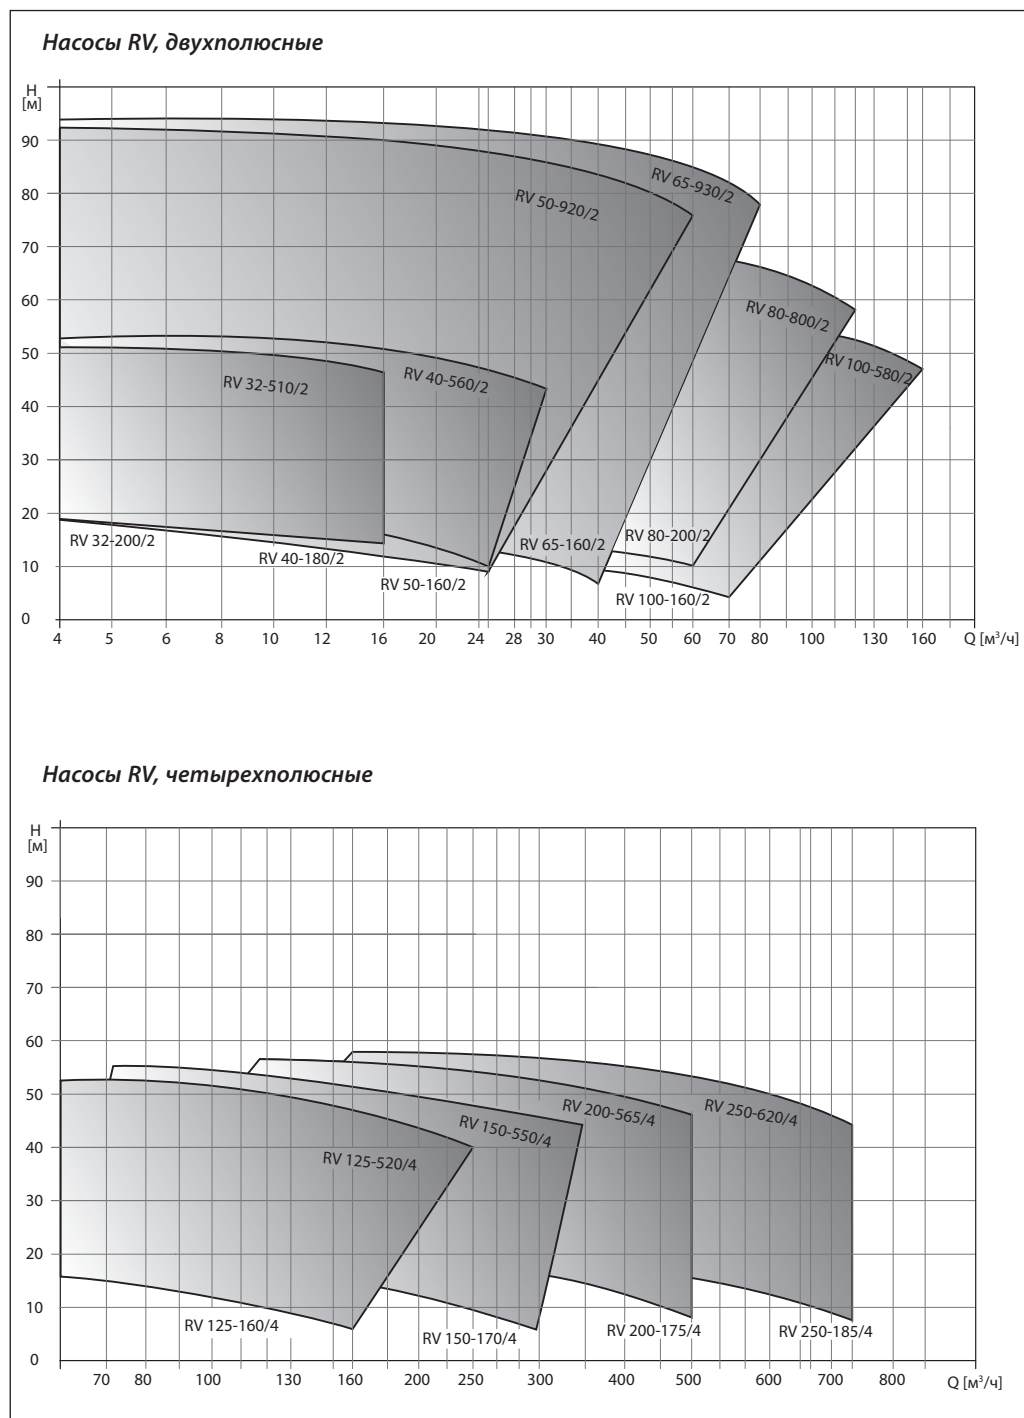 Насосы RV, двухполюсные
H
[м]
90
80
70
60
50
40
30
20
10
0
RV 65-930/2
RV 50-920/2
RV 80-800/2
RV 100-580/2
RV 40-560/2
RV 32-510/2
RV 32-200/2
RV 40-180/2
RV 50-160/2
RV 65-160/2
RV 80-200/2
RV 100-160/2
4 5 6 8 10 12 16 20 24 28 30 40 50 60 70 80 100 130 160 Q [м³/ч]
Насосы RV, четырехполюсные
H
[м]
90
80
70
60
50
40
30
20
10
0
RV 250-620/4
RV 200-565/4
RV 150-550/4
RV 125-520/4
RV 125-160/4
RV 150-170/4
RV 200-175/4
RV 250-185/4
70 80 100 130 160 200 250 300 400 500 600 700 800 Q [м³/ч]